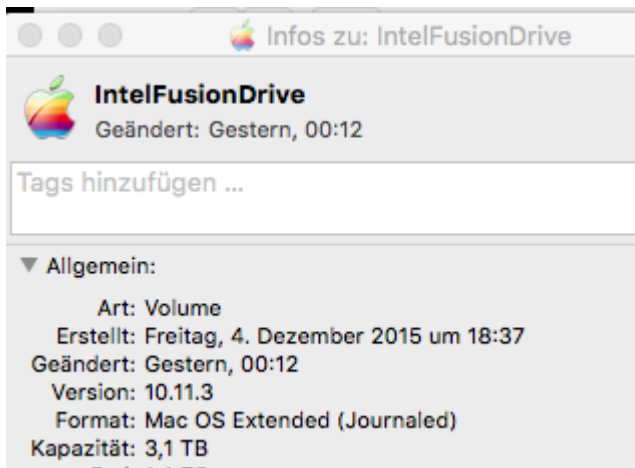 Infos zu: IntelFusionDrive
IntelFusionDrive
Geändert: Gestern, 00:12
Tags hinzufügen ...
Allgemein:
Art: Volume
Erstellt: Freitag, 4. Dezember 2015 um 18:37
Geändert: Gestern, 00:12
Version: 10.11.3
Format: Mac OS Extended (Journaled)
Kapazität: 3,1 TB